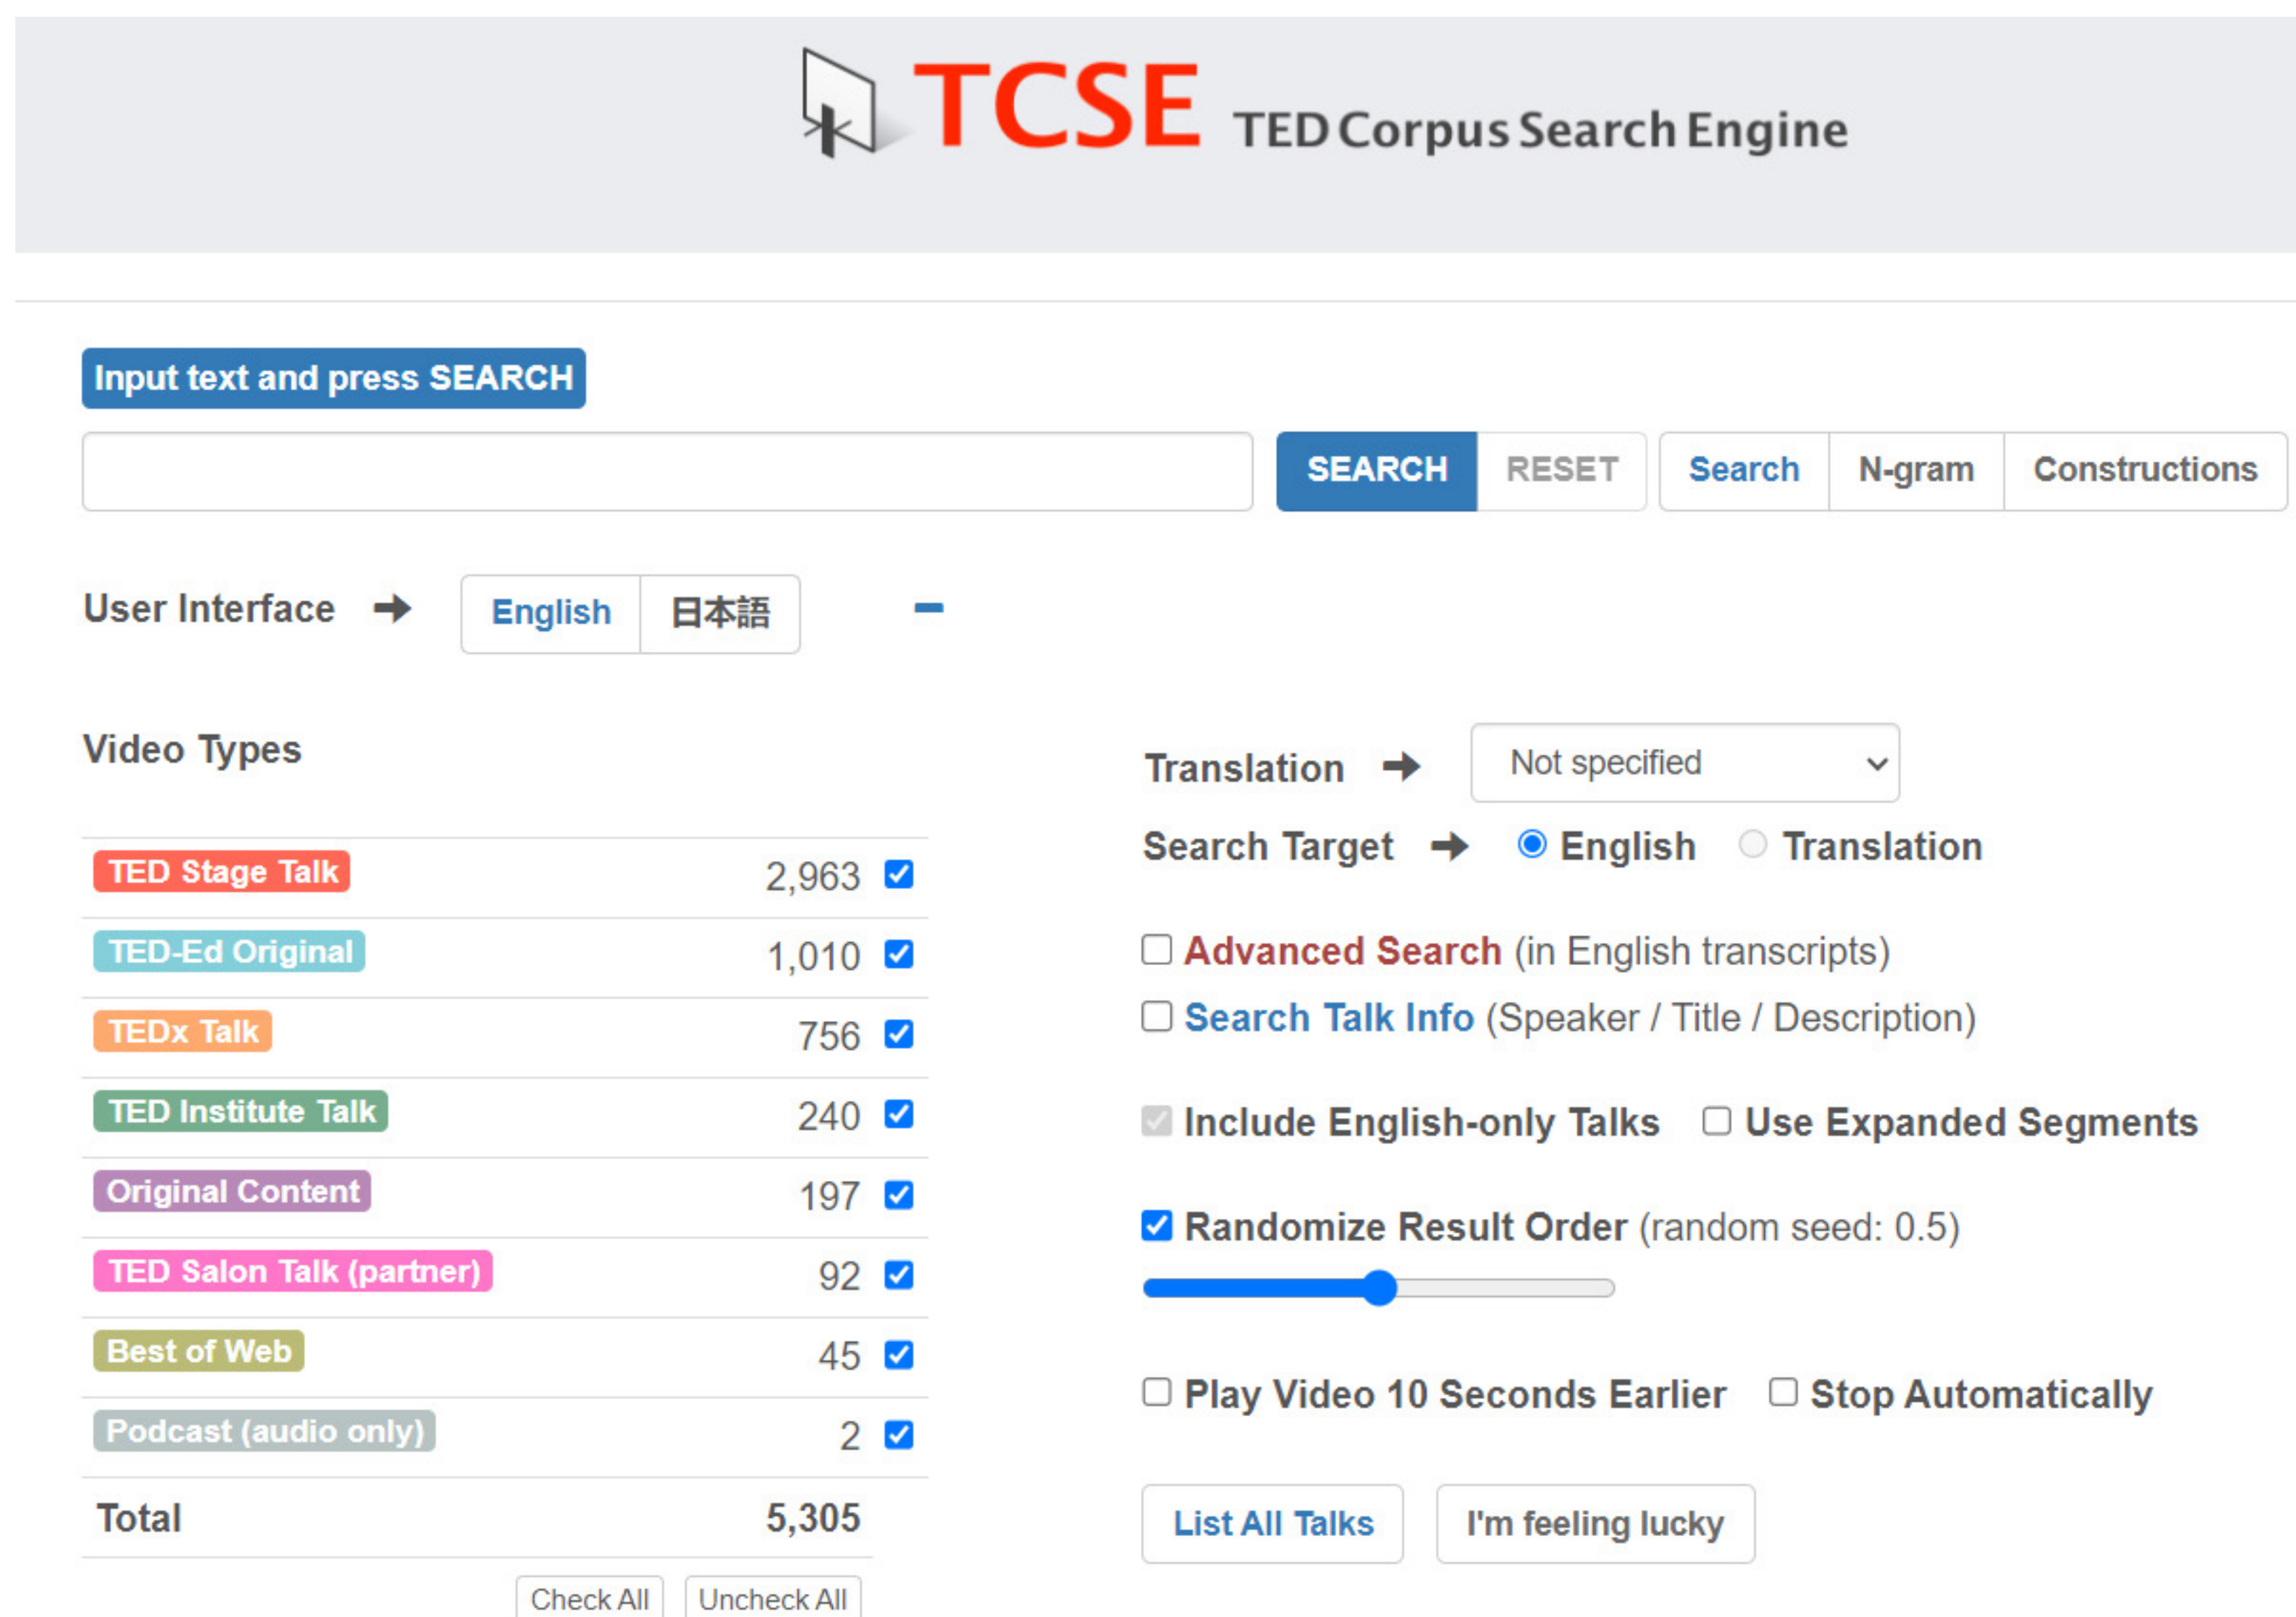 TCSE TED Corpus Search Engine
Input text and press SEARCH
SEARCH RESET Search N-gram Constructions
User Interface English 日本語
Video Types
Translation Not specified
Search Target English Translation
TED Stage Talk 2,963
TED-Ed Original 1,010
TEDx Talk 756
TED Institute Talk 240
Original Content 197
TED Salon Talk (partner) 92
Best of Web 45
Podcast (audio only) 2
Total 5,305
Check All Uncheck All
Advanced Search (in English transcripts)
Search Talk Info (Speaker / Title / Description)
Include English-only Talks Use Expanded Segments
Randomize Result Order (random seed: 0.5)
Play Video 10 Seconds Earlier Stop Automatically
List All Talks I'm feeling lucky